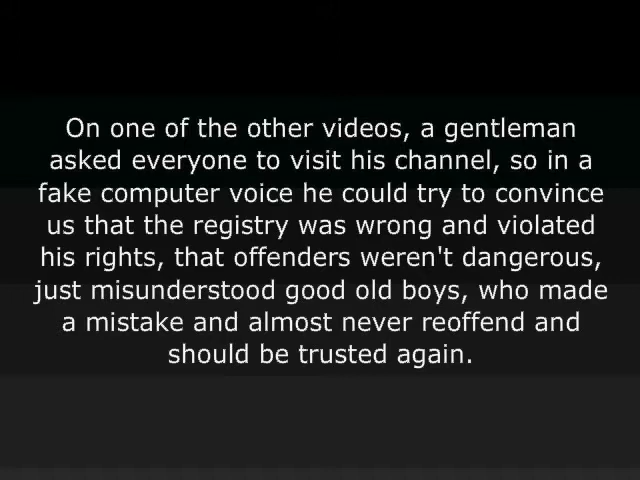 On one of the other videos, a gentleman
asked everyone to visit his channel, so in a
fake computer voice he could try to convince
us that the registry was wrong and violated
his rights, that offenders weren't dangerous,
just misunderstood good old boys, who made
a mistake and almost never reoffend and
should be trusted again.